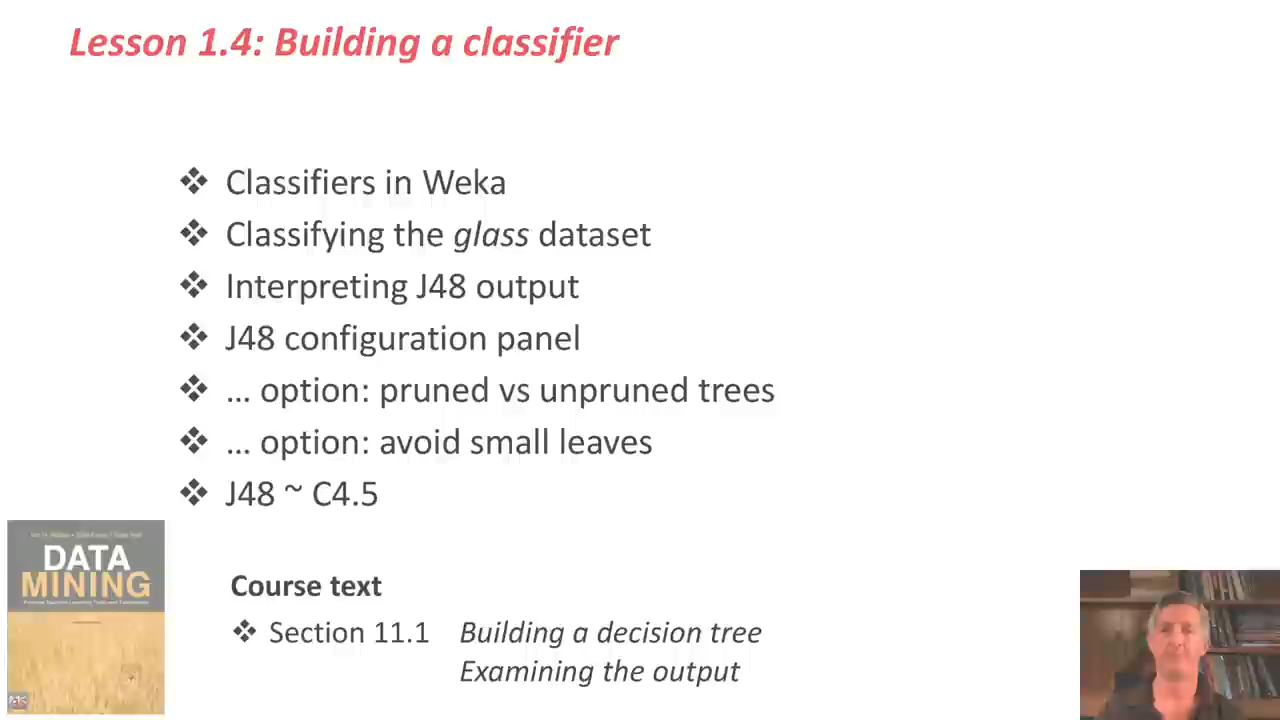 Lesson 1.4: Building a classifier
❖ Classifiers in Weka
❖ Classifying the glass dataset
❖ Interpreting J48 output
❖ J48 configuration panel
❖ … option: pruned vs unpruned trees
❖ … option: avoid small leaves
❖ J48 ~ C4.5
DATA
MINING
Course text
❖ Section 11.1 Building a decision tree
Examining the output